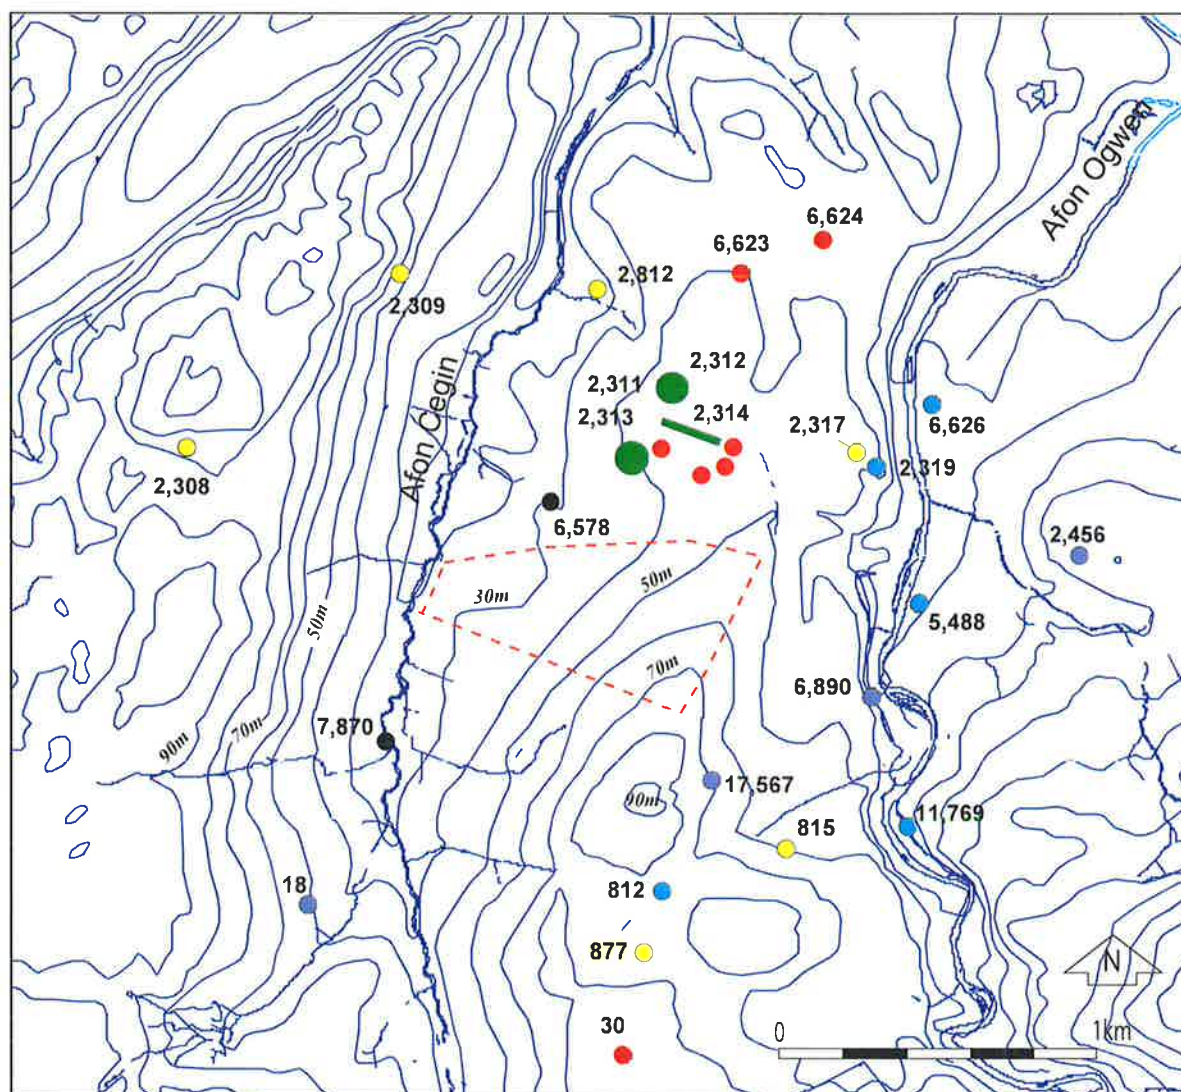 Afon Ogwen
6,624
6,623
2,812
2,309
2,312
2,311
Afon Cegin
2,313
2,314
2,317
6,626
2,319
2,308
6,578
2,456
50m
30m
5,488
50m
70m
6,890
70m
7,870
90m
17,567
90m
11,769
815
18
812
877
N
30
0
1km